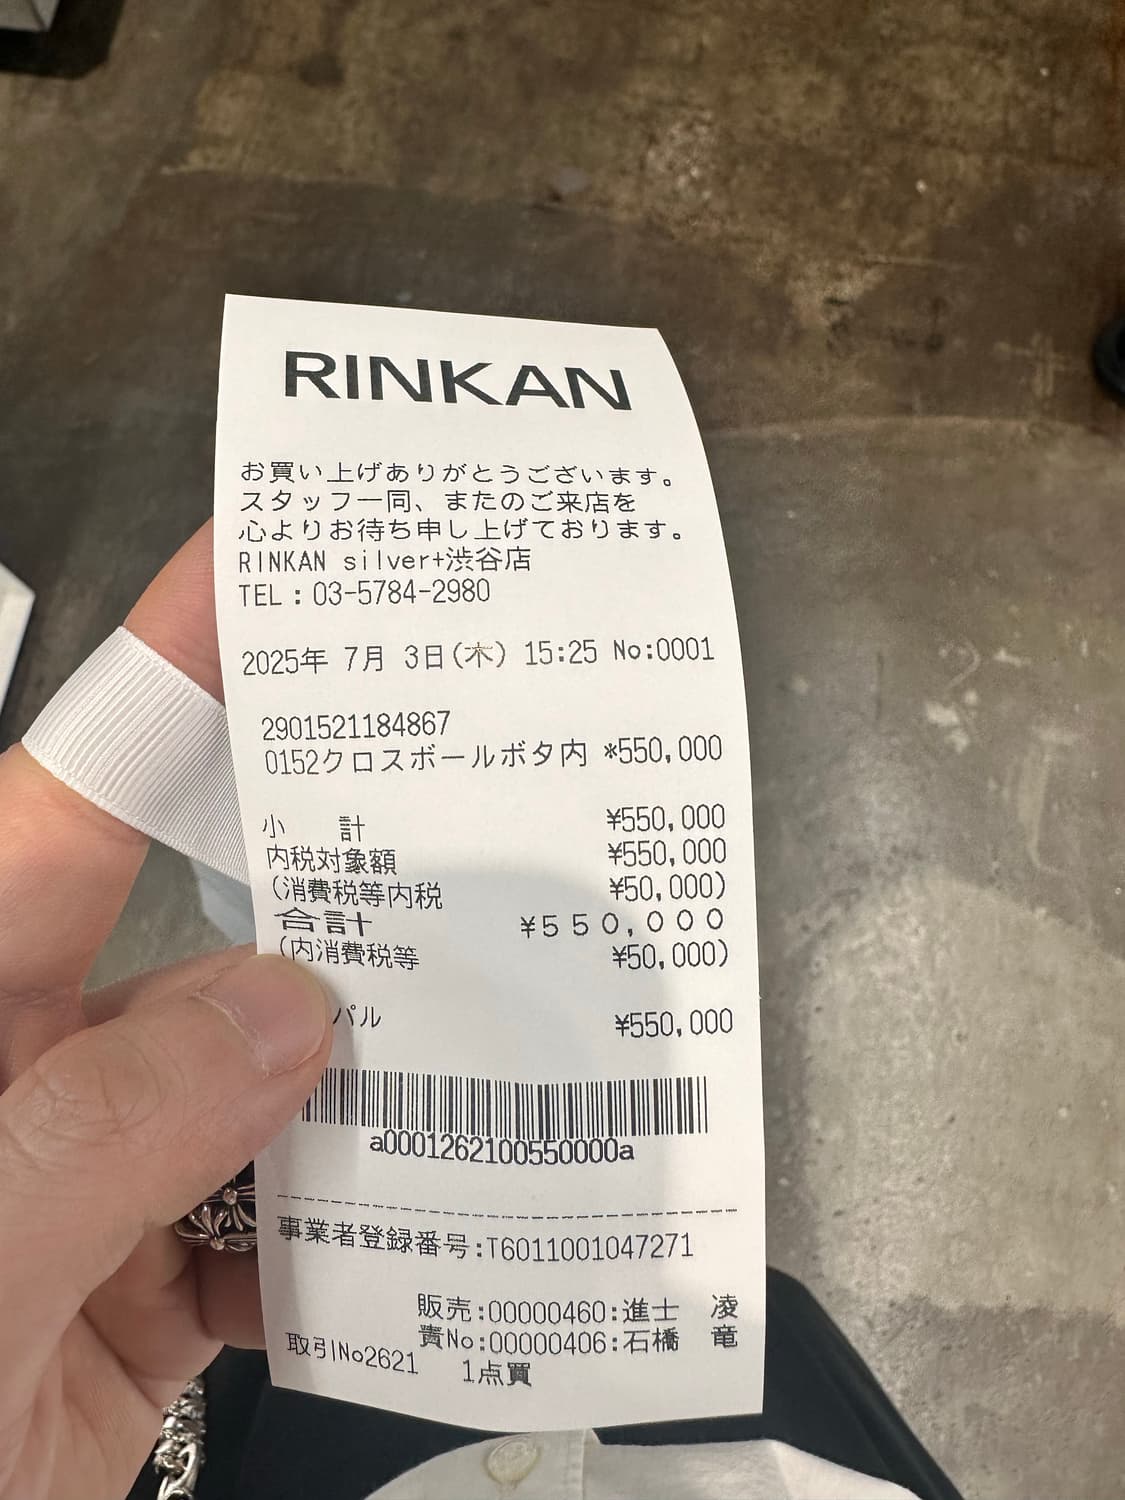 RINKAN
お買い上げありがとうございます。
スタッフ一同、またのご来店を
心よりお待ち申し上げております。
RINKAN silver+渋谷店
TEL：03-5784-2980
2025年 7月 3日(木) 15:25 No:0001
2901521184867
0152クロスボールボタ内 *550,000
小　計 ¥550,000
内税対象額 ¥550,000
(消費税等内税 ¥50,000)
合計 ¥550,000
(内消費税等 ¥50,000)
パル ¥550,000
a0001262100550000a
事業者登録番号:T6011001047271
販売:00000460:進士　凌
責No:00000406:石橋　竜
取引No2621　1点買